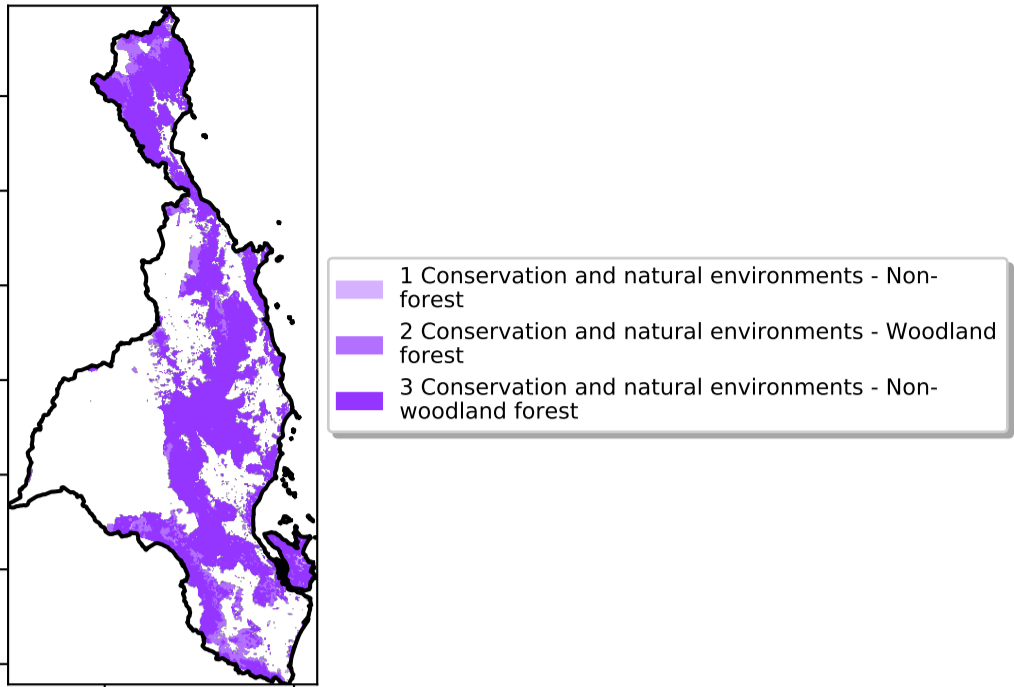 1 Conservation and natural environments - Non-
forest
2 Conservation and natural environments - Woodland
forest
3 Conservation and natural environments - Non-
woodland forest